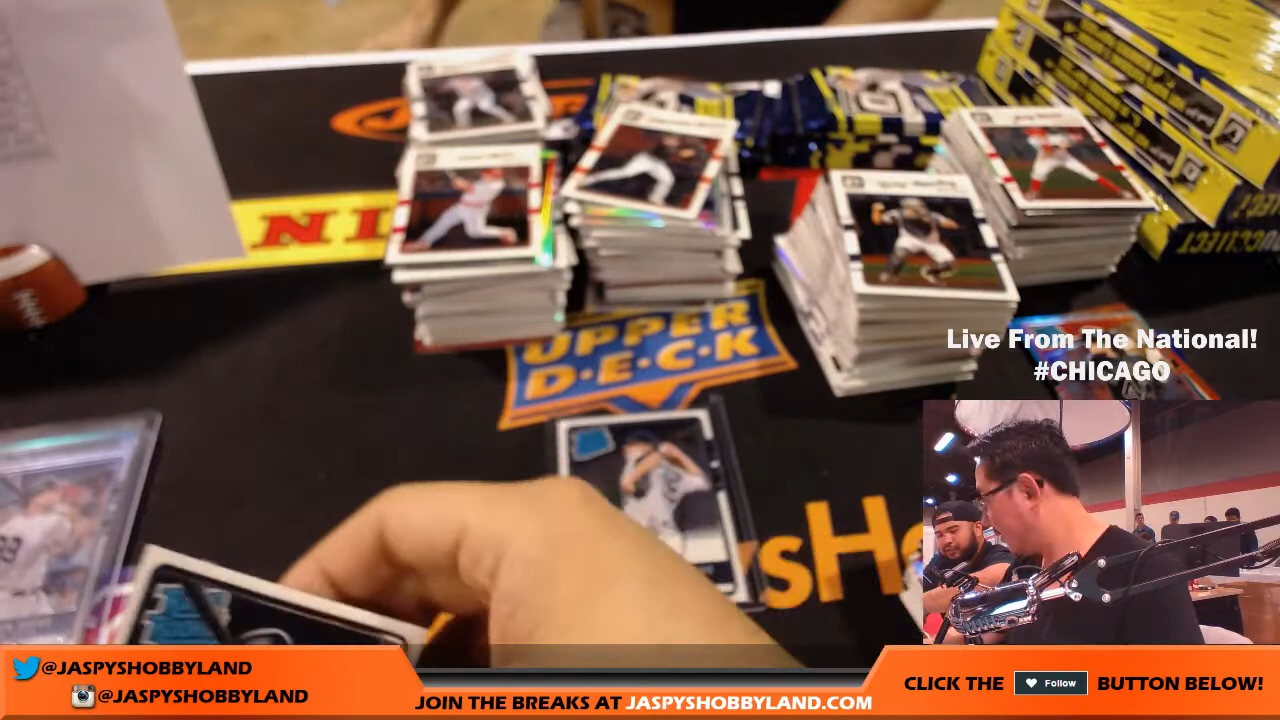 NI
UPPER
D·E·C·K
ysHo
Live From The National!
#CHICAGO
@JASPYSHOBBYLAND
@JASPYSHOBBYLAND
JOIN THE BREAKS AT JASPYSHOBBYLAND.COM
CLICK THE Follow BUTTON BELOW!